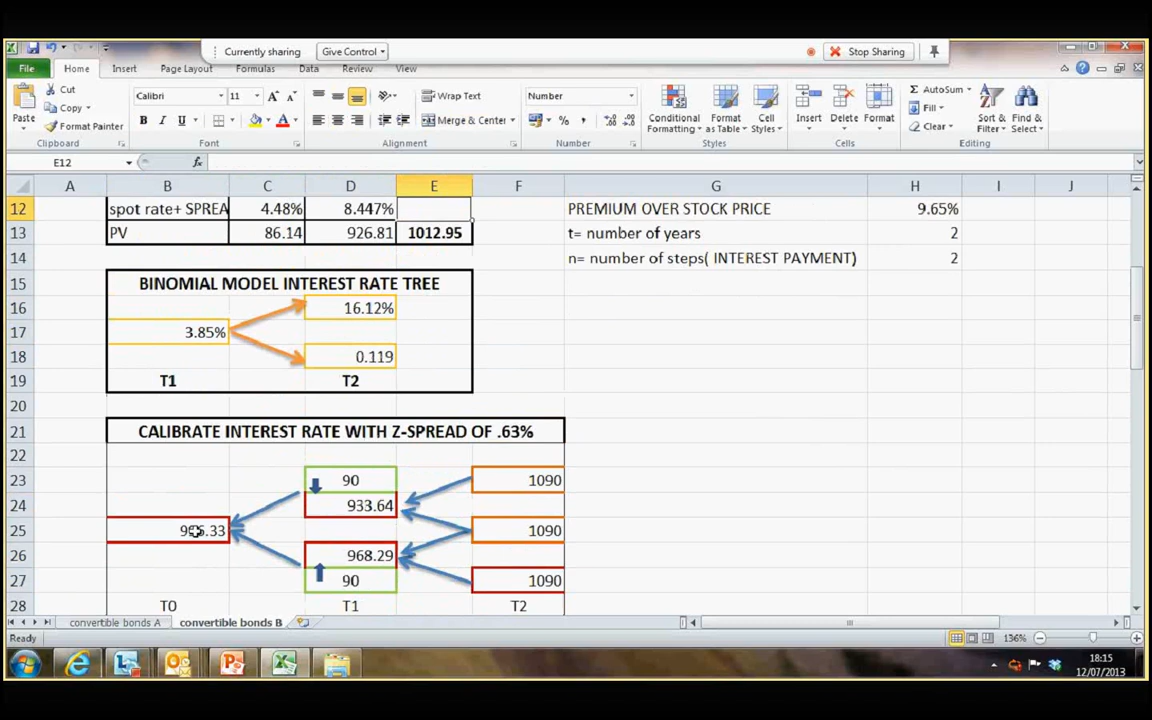 Currently sharing Give Control Stop Sharing
File Home Insert Page Layout Formulas Data Review View
Cut
Copy
Paste
Format Painter
Calibri 11
B I U
Wrap Text
Merge & Center
Number
Conditional Formatting
Format as Table
Cell Styles
Insert Delete Format
Σ AutoSum
Fill
Clear
Sort & Filter
Find & Select
Clipboard Font Alignment Number Styles Cells Editing
E12 fx
A B C D E F G H I J
12 spot rate+ SPREA 4.48% 8.447% PREMIUM OVER STOCK PRICE 9.65%
13 PV 86.14 926.81 1012.95 t= number of years 2
14 n= number of steps( INTEREST PAYMENT) 2
15 BINOMIAL MODEL INTEREST RATE TREE
16 16.12%
17 3.85%
18 0.119
19 T1 T2
20
21 CALIBRATE INTEREST RATE WITH Z-SPREAD OF .63%
22
23 90 1090
24 933.64
25 1090
26 968.29
27 90 1090
28 T0 T1 T2
convertible bonds A convertible bonds B
Ready 136%
18:15
12/07/2013